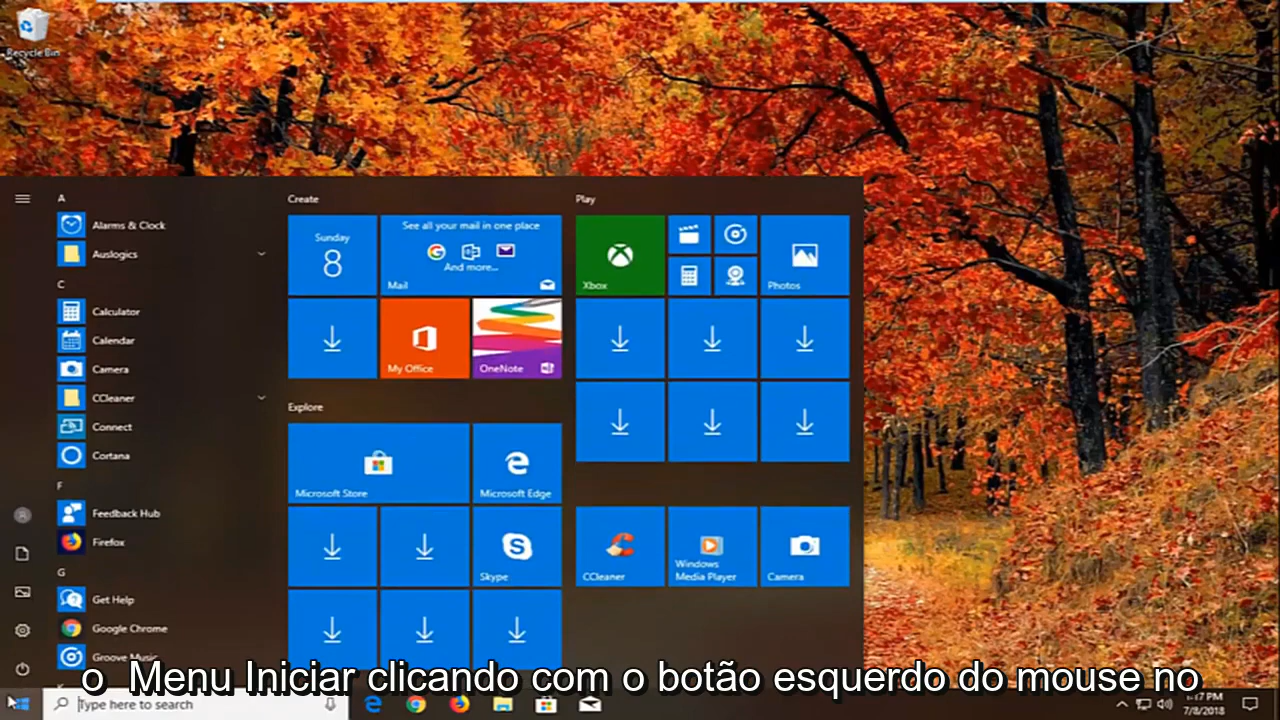 Recycle Bin
A
Alarms & Clock
Auslogics
C
Calculator
Calendar
Camera
CCleaner
Connect
Cortana
F
Feedback Hub
Firefox
G
Get Help
Google Chrome
Groove Music
Create
Sunday
8
See all your mail in one place
And more...
Mail
My Office
OneNote
Explore
Microsoft Store
Microsoft Edge
Skype
Play
Xbox
Photos
CCleaner
Windows
Media Player
Camera
o Menu Iniciar clicando com o botão esquerdo do mouse no
Type here to search
:17 PM
7/8/2018